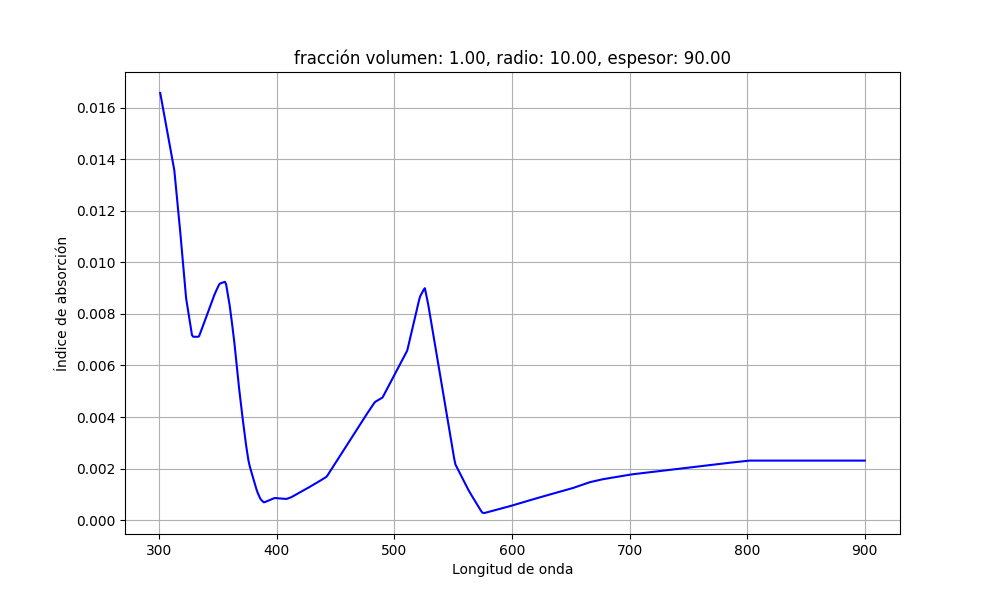 fracción volumen: 1.00, radio: 10.00, espesor: 90.00
Índice de absorción
0.016
0.014
0.012
0.010
0.008
0.006
0.004
0.002
0.000
300 400 500 600 700 800 900
Longitud de onda